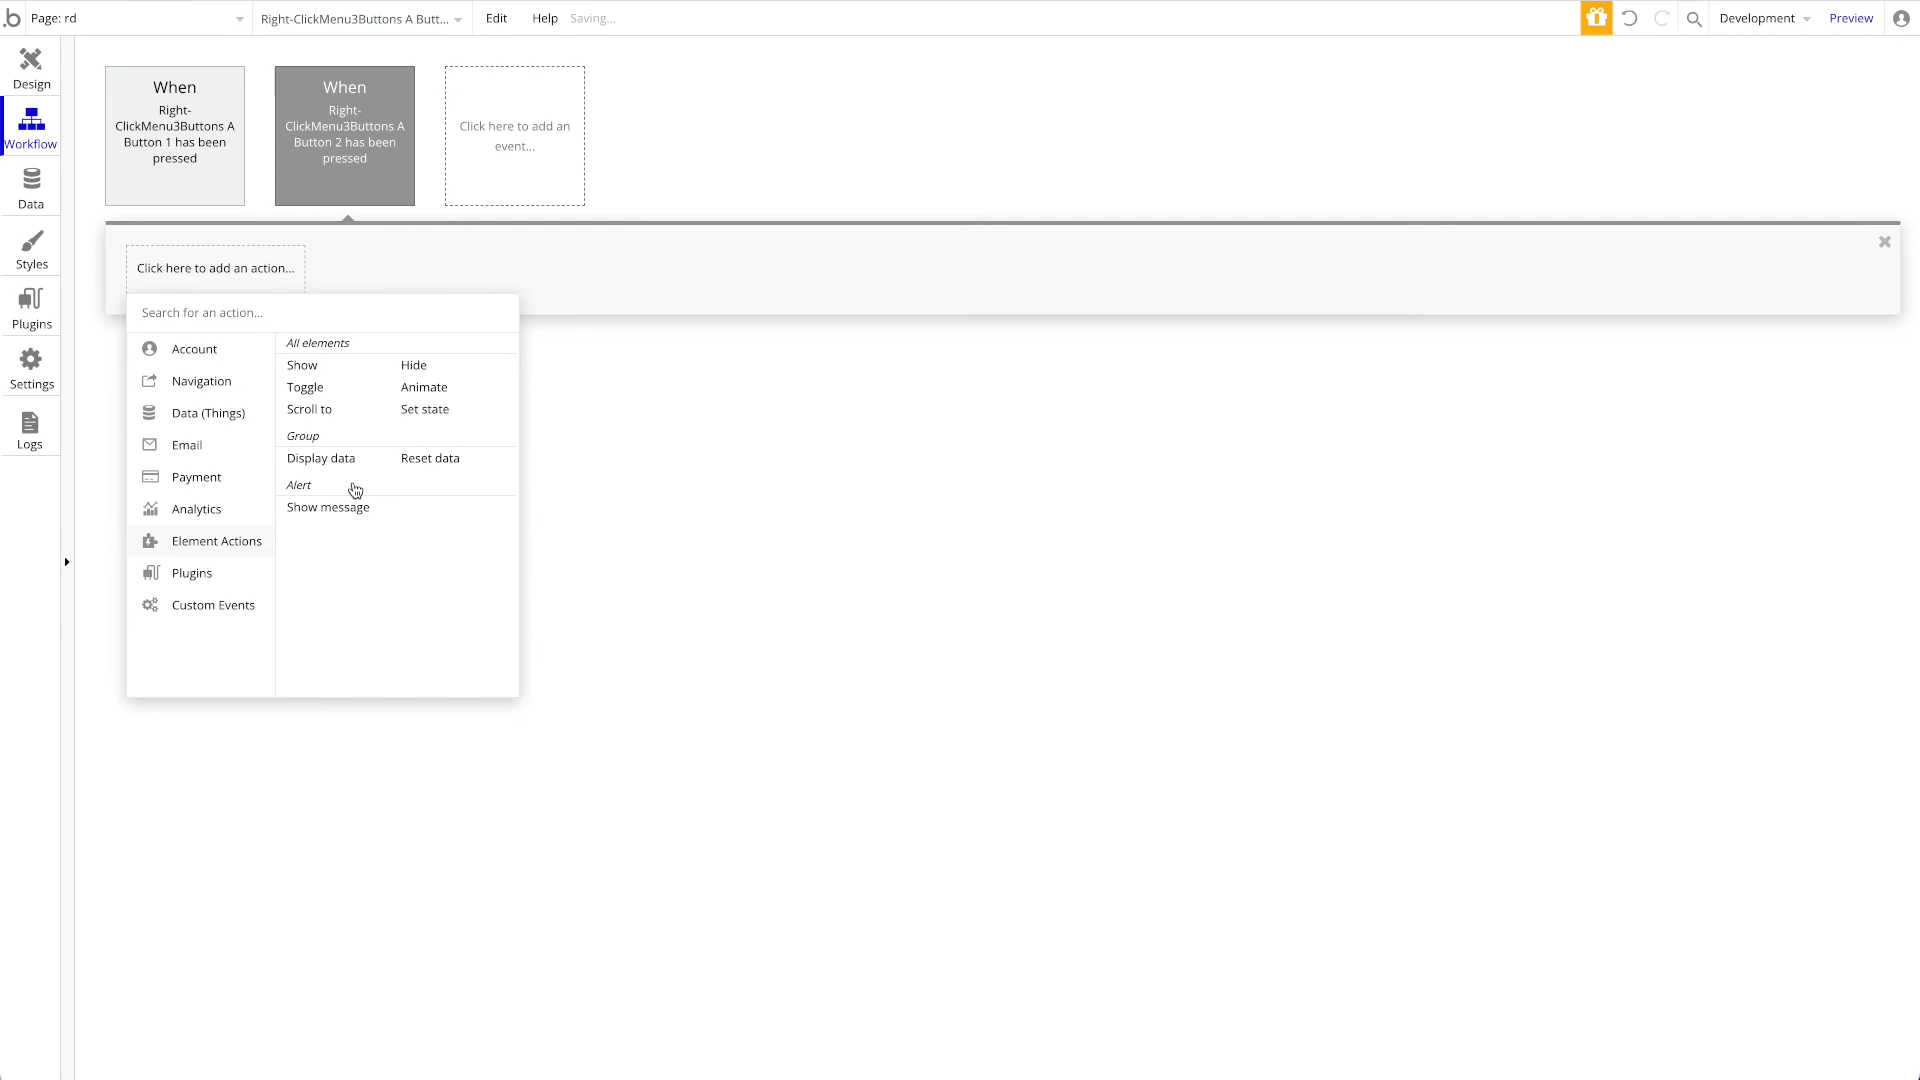 Page: rd
Right-ClickMenu3Buttons A Butt...
Edit
Help
Saving...
Development
Preview
Design
Workflow
Data
Styles
Plugins
Settings
Logs
When
Right-
ClickMenu3Buttons A
Button 1 has been
pressed
When
Right-
ClickMenu3Buttons A
Button 2 has been
pressed
Click here to add an
event...
Click here to add an action...
Search for an action...
Account
Navigation
Data (Things)
Email
Payment
Analytics
Element Actions
Plugins
Custom Events
All elements
Show
Hide
Toggle
Animate
Scroll to
Set state
Group
Display data
Reset data
Alert
Show message